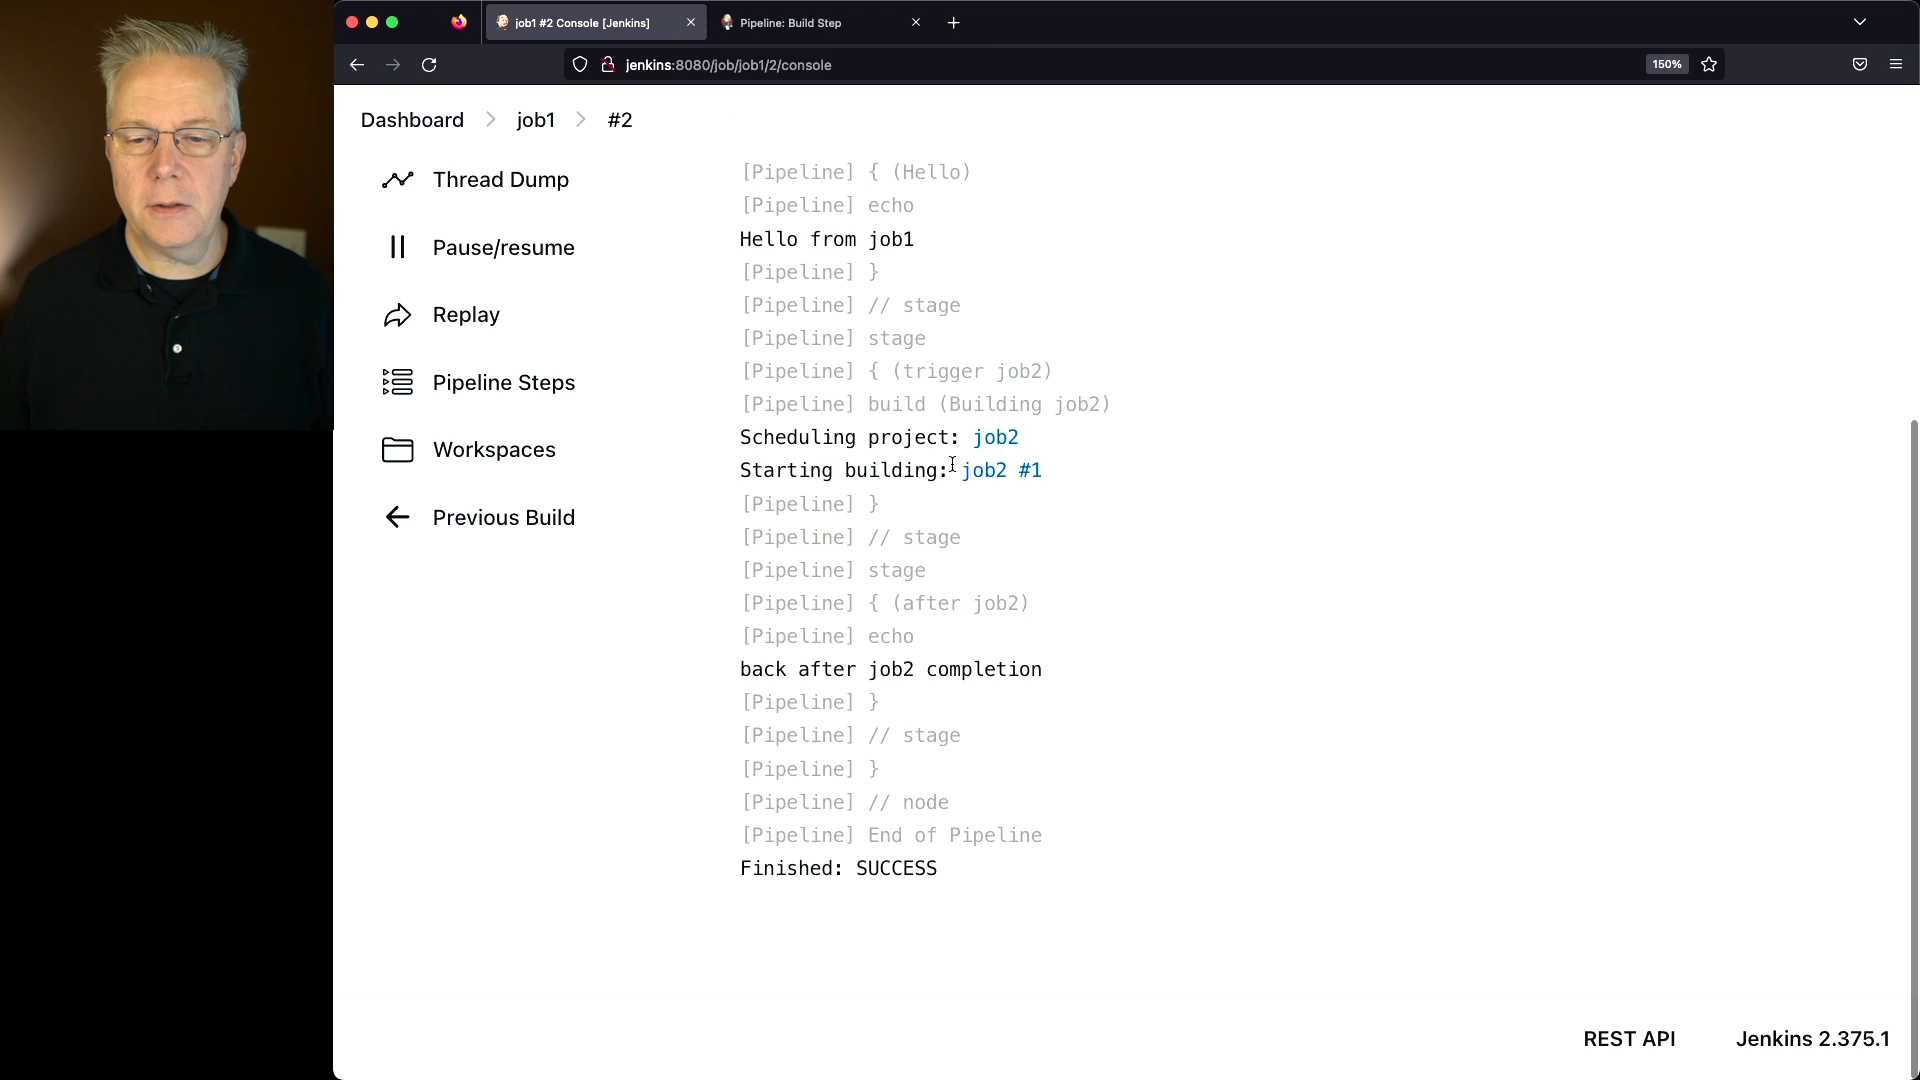 job1 #2 Console [Jenkins]
Pipeline: Build Step
jenkins:8080/job/job1/2/console
150%
Dashboard
job1
#2
Thread Dump
Pause/resume
Replay
Pipeline Steps
Workspaces
Previous Build
[Pipeline] { (Hello)
[Pipeline] echo
Hello from job1
[Pipeline] }
[Pipeline] // stage
[Pipeline] stage
[Pipeline] { (trigger job2)
[Pipeline] build (Building job2)
Scheduling project: job2
Starting building: job2 #1
[Pipeline] }
[Pipeline] // stage
[Pipeline] stage
[Pipeline] { (after job2)
[Pipeline] echo
back after job2 completion
[Pipeline] }
[Pipeline] // stage
[Pipeline] }
[Pipeline] // node
[Pipeline] End of Pipeline
Finished: SUCCESS
REST API
Jenkins 2.375.1